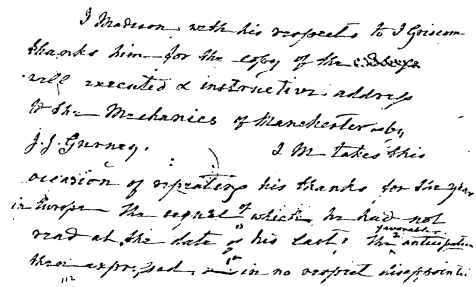 J Madison, with his respects to J Griscom
thanks him for the copy of the
well executed & instructive address
to the Mechanics of Manchester by
J. J. Gurney. J M takes this
occasion of repeating his thanks for the Year
in Europe the sequel of which he had not
read at the date of his last; The favorable anticipation
then expressed, in no respect disappointi